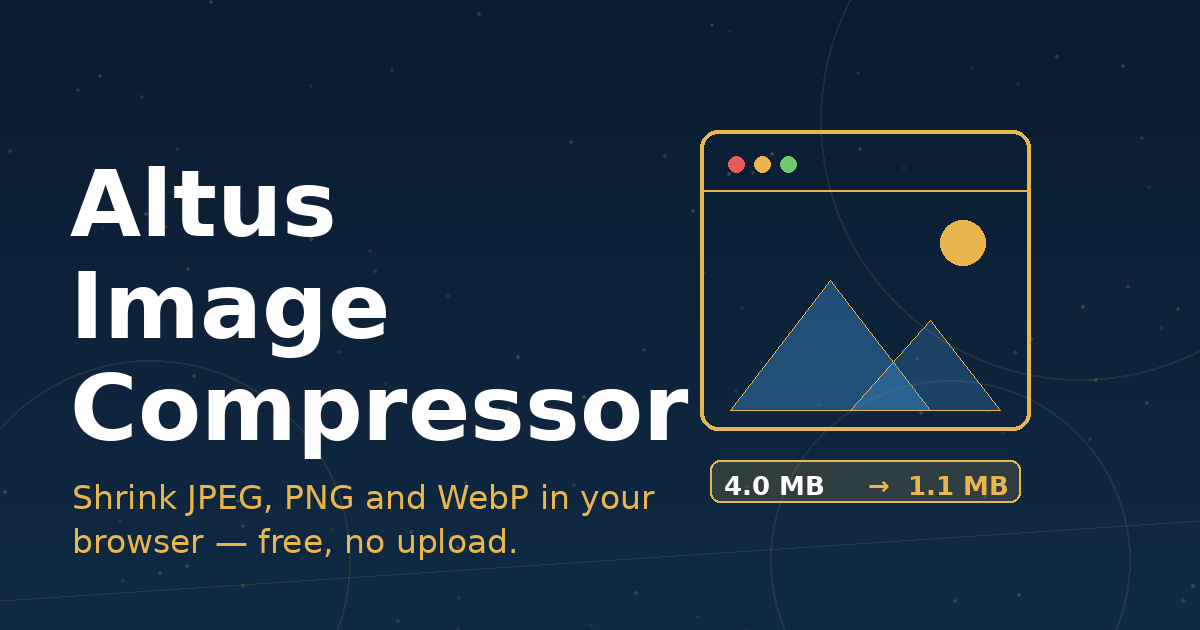 Altus
Image
Compressor
Shrink JPEG, PNG and WebP in your
browser — free, no upload.
4.0 MB → 1.1 MB